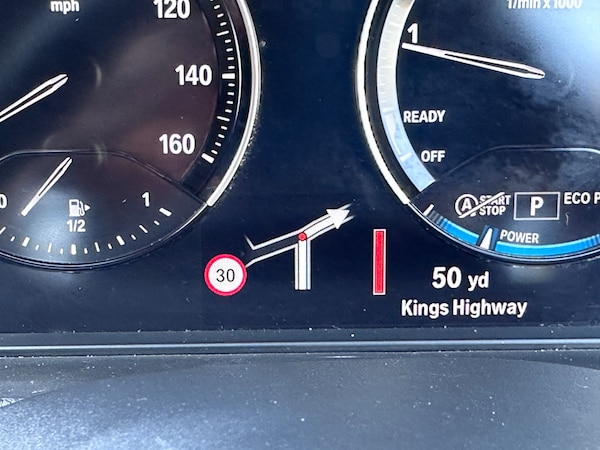 mph
120
140
160
0
1/2
1
30
1/min x 1000
1
READY
OFF
A START
STOP
P
ECO P
POWER
50 yd
Kings Highway